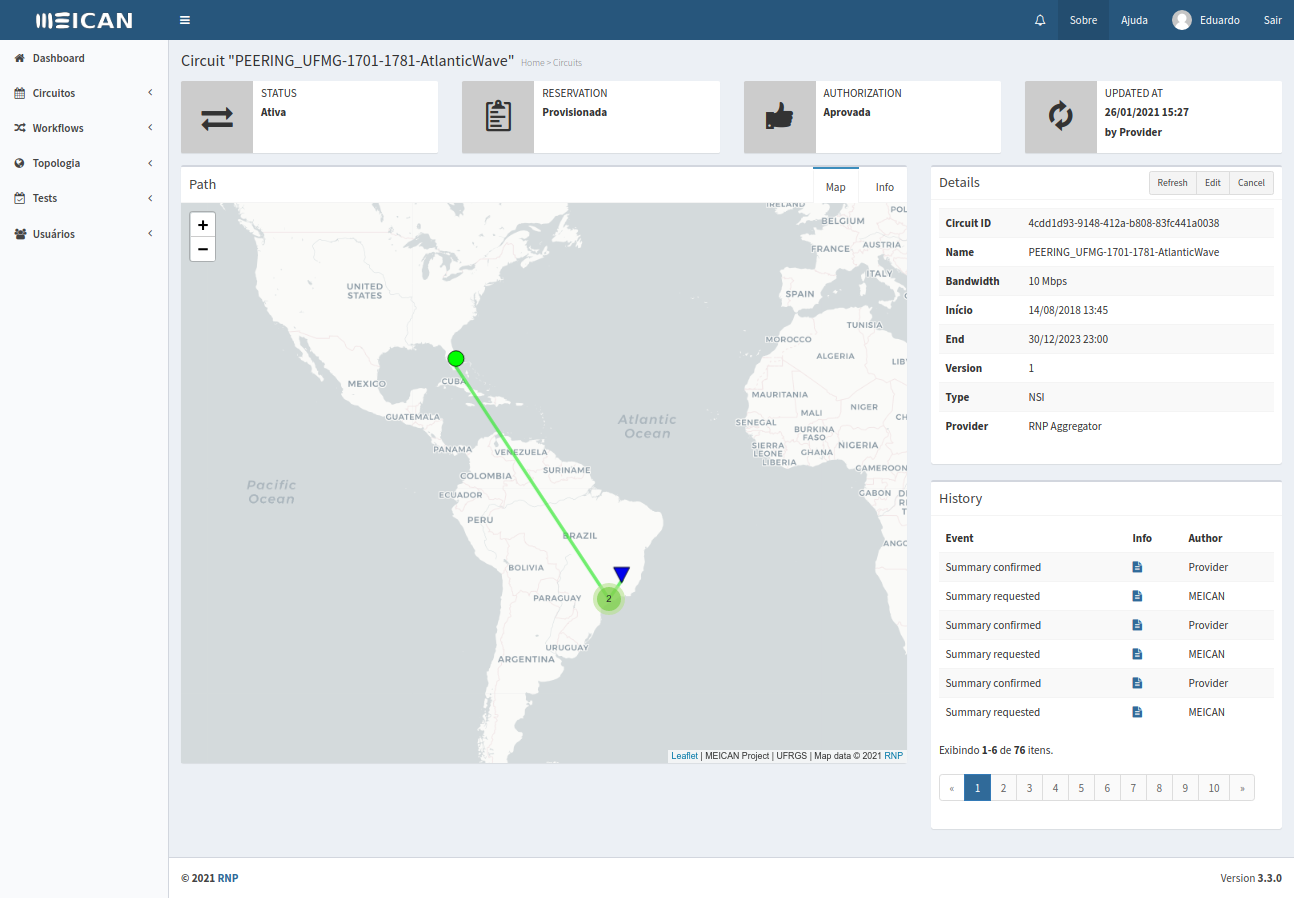 MEICAN
Sobre
Ajuda
Eduardo
Sair
Dashboard
Circuitos
Workflows
Topologia
Tests
Usuários
Circuit "PEERING_UFMG-1701-1781-AtlanticWave"
Home > Circuits
STATUS
Ativa
RESERVATION
Provisionada
AUTHORIZATION
Aprovada
UPDATED AT
26/01/2021 15:27
by Provider
Path
Map
Info
+
−
IRELAND
POL
BELGIUM
FRANCE
AUSTRIA
ITALY
SPAIN
UNITED
STATES
TUNISIA
MOROCCO
ALGERIA
LIB
CUBA
MEXICO
MAURITANIA
GUATEMALA
MALI
NIGER
CH
Atlantic
Ocean
SENEGAL
BURKINA
FASO
SIERRA
LEONE
GHANA
NIGERIA
LIBERIA
PANAMA
VENEZUELA
CAMEROON
COLOMBIA
SURINAME
Pacific
Ocean
ECUADOR
GABON
DE
RE
T
PERU
BRAZIL
ANGO
BOLIVIA
PARAGUAY
2
URUGUAY
ARGENTINA
Leaflet | MEICAN Project | UFRGS | Map data © 2021 RNP
Details
Refresh
Edit
Cancel
Circuit ID 4cdd1d93-9148-412a-b808-83fc441a0038
Name PEERING_UFMG-1701-1781-AtlanticWave
Bandwidth 10 Mbps
Início 14/08/2018 13:45
End 30/12/2023 23:00
Version 1
Type NSI
Provider RNP Aggregator
History
Event Info Author
Summary confirmed Provider
Summary requested MEICAN
Summary confirmed Provider
Summary requested MEICAN
Summary confirmed Provider
Summary requested MEICAN
Exibindo 1-6 de 76 itens.
« 1 2 3 4 5 6 7 8 9 10 »
© 2021 RNP
Version 3.3.0